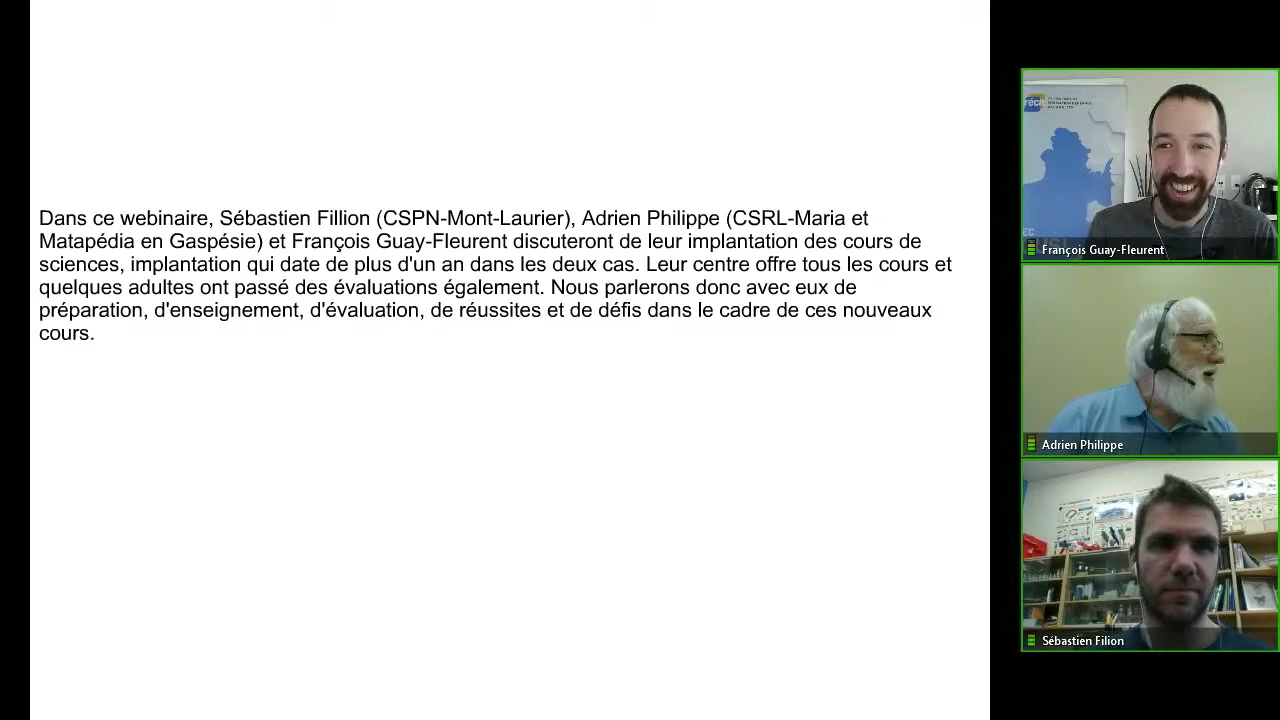 Dans ce webinaire, Sébastien Fillion (CSPN-Mont-Laurier), Adrien Philippe (CSRL-Maria et
Matapédia en Gaspésie) et François Guay-Fleurent discuteront de leur implantation des cours de
sciences, implantation qui date de plus d'un an dans les deux cas. Leur centre offre tous les cours et
quelques adultes ont passé des évaluations également. Nous parlerons donc avec eux de
préparation, d'enseignement, d'évaluation, de réussites et de défis dans le cadre de ces nouveaux
cours.
récit
François Guay-Fleurent
Adrien Philippe
Sébastien Filion